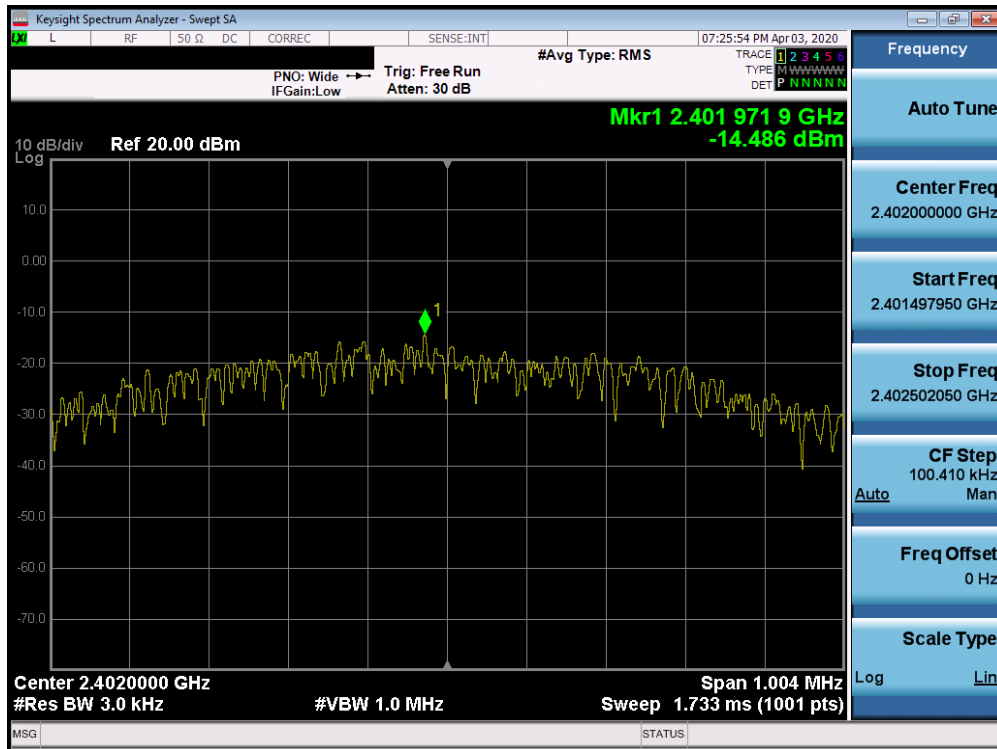 Keysight Spectrum Analyzer - Swept SA
LXI L RF 50 Ω DC CORREC SENSE:INT 07:25:54 PM Apr 03, 2020
#Avg Type: RMS
TRACE 1 2 3 4 5 6
PNO: Wide Trig: Free Run
TYPE M WWWWW
IFGain:Low Atten: 30 dB
DET P N N N N N
Mkr1 2.401 971 9 GHz
-14.486 dBm
10 dB/div Ref 20.00 dBm
Log
10.0
0.00
-10.0
1
-20.0
-30.0
-40.0
-50.0
-60.0
-70.0
Center 2.4020000 GHz Span 1.004 MHz
#Res BW 3.0 kHz #VBW 1.0 MHz Sweep 1.733 ms (1001 pts)
MSG STATUS
Frequency
Auto Tune
Center Freq
2.402000000 GHz
Start Freq
2.401497950 GHz
Stop Freq
2.402502050 GHz
CF Step
100.410 kHz
Auto Man
Freq Offset
0 Hz
Scale Type
Log Lin